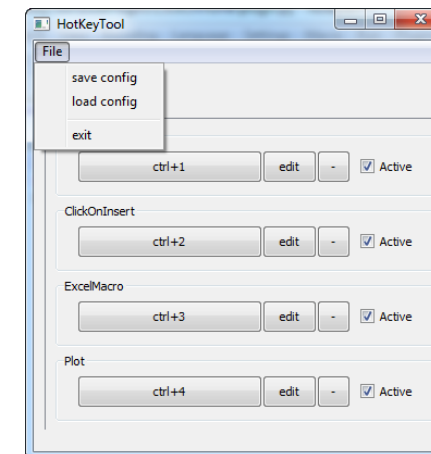 HotKeyTool
File
save config
load config
exit
ctrl+1 edit - Active
ClickOnInsert
ctrl+2 edit - Active
ExcelMacro
ctrl+3 edit - Active
Plot
ctrl+4 edit - Active